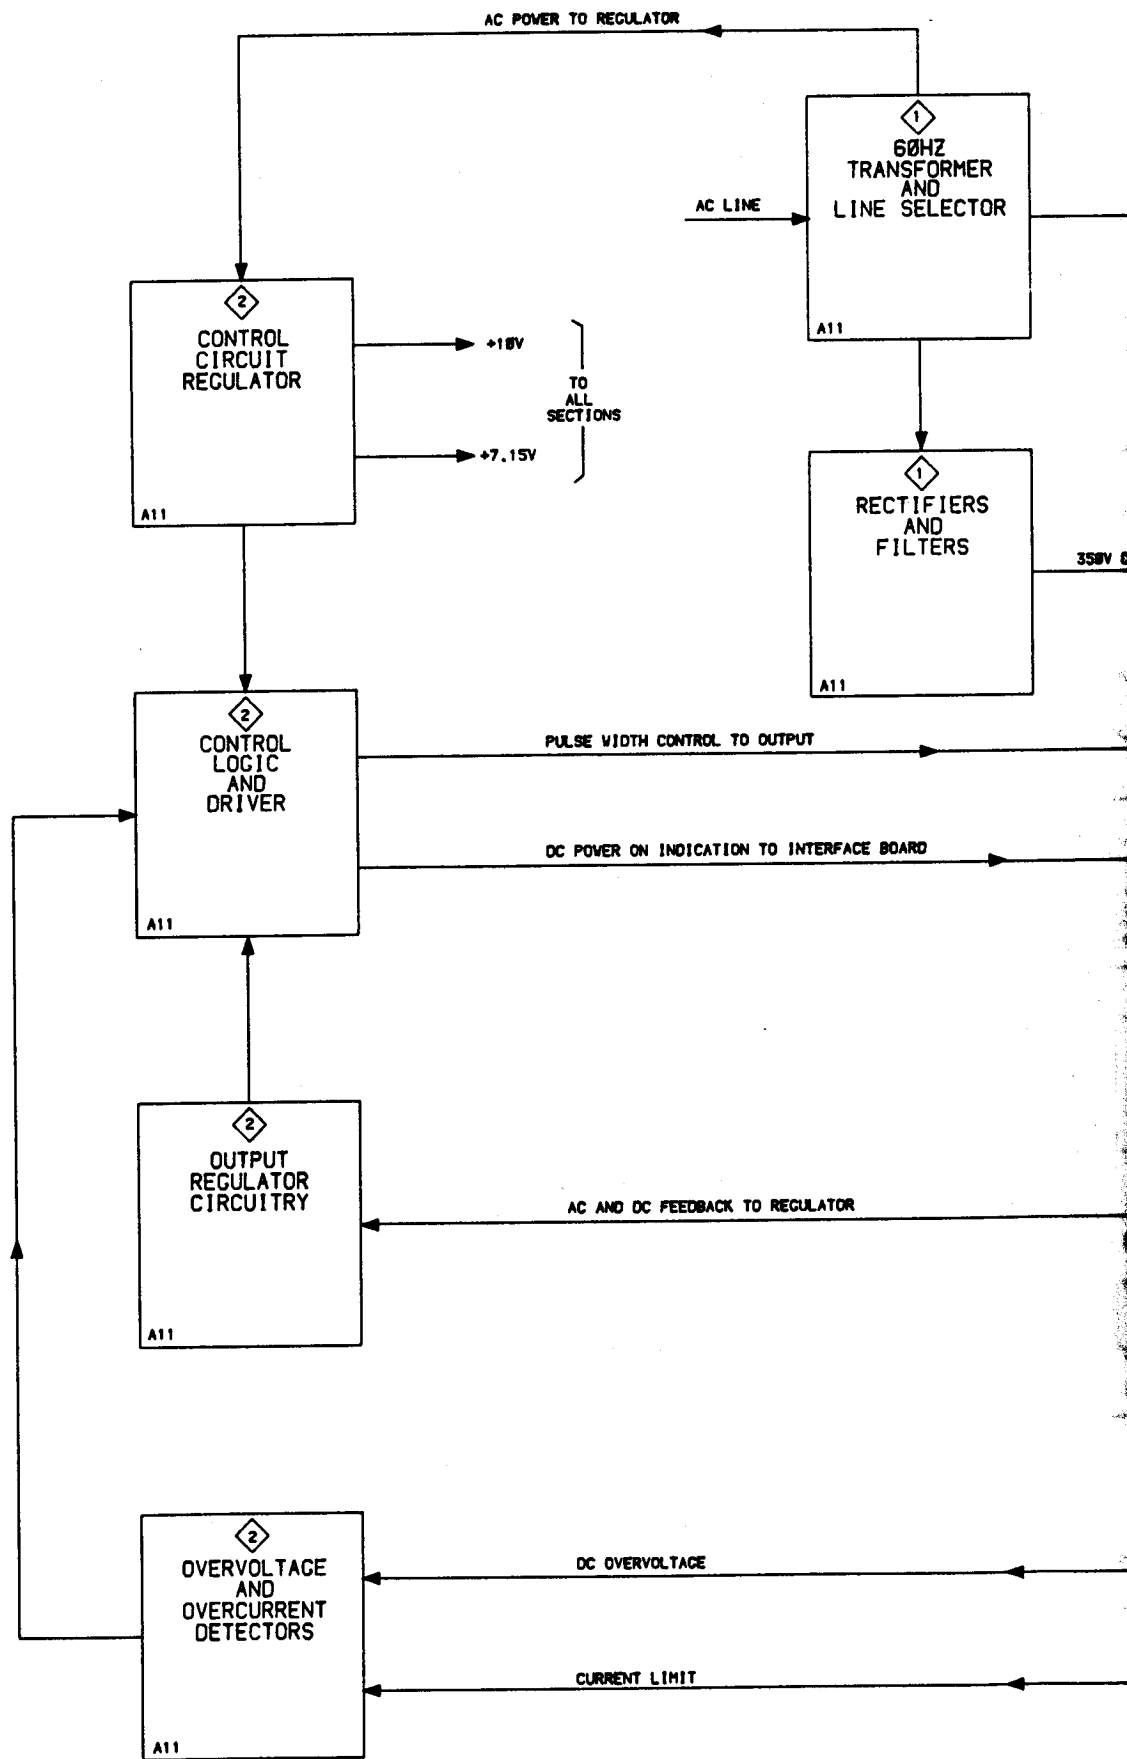 AC POWER TO REGULATOR
1
60HZ
TRANSFORMER
AND
LINE SELECTOR
AC LINE
A11
2
CONTROL
CIRCUIT
REGULATOR
+10V
TO
ALL
SECTIONS
+7.15V
A11
1
RECTIFIERS
AND
FILTERS
350V
A11
2
CONTROL
LOGIC
AND
DRIVER
PULSE WIDTH CONTROL TO OUTPUT
DC POWER ON INDICATION TO INTERFACE BOARD
A11
2
OUTPUT
REGULATOR
CIRCUITRY
AC AND DC FEEDBACK TO REGULATOR
A11
2
OVERVOLTAGE
AND
OVERCURRENT
DETECTORS
DC OVERVOLTAGE
CURRENT LIMIT
A11